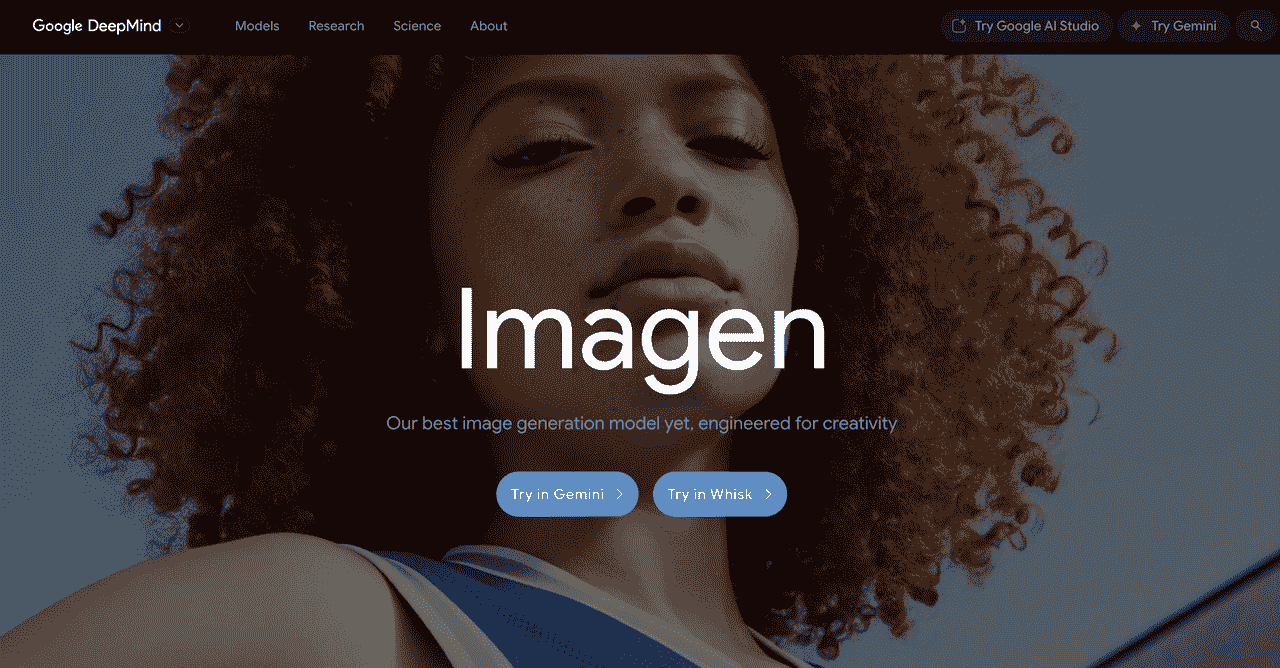 Google DeepMind
Models
Research
Science
About
Try Google AI Studio
Try Gemini
Imagen
Our best image generation model yet, engineered for creativity
Try in Gemini
Try in Whisk